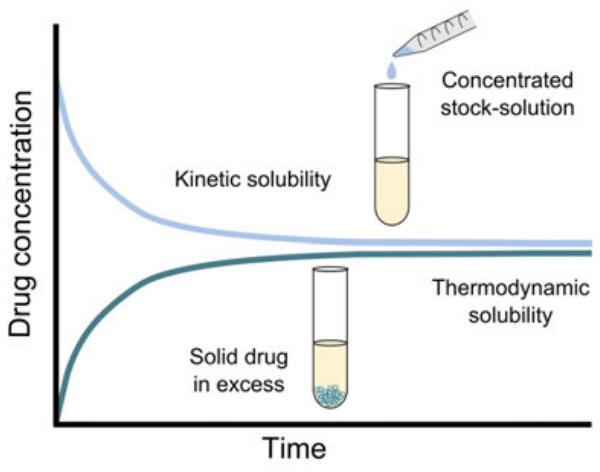 Concentrated
stock-solution
Kinetic solubility
Drug concentration
Thermodynamic
solubility
Solid drug
in excess
Time